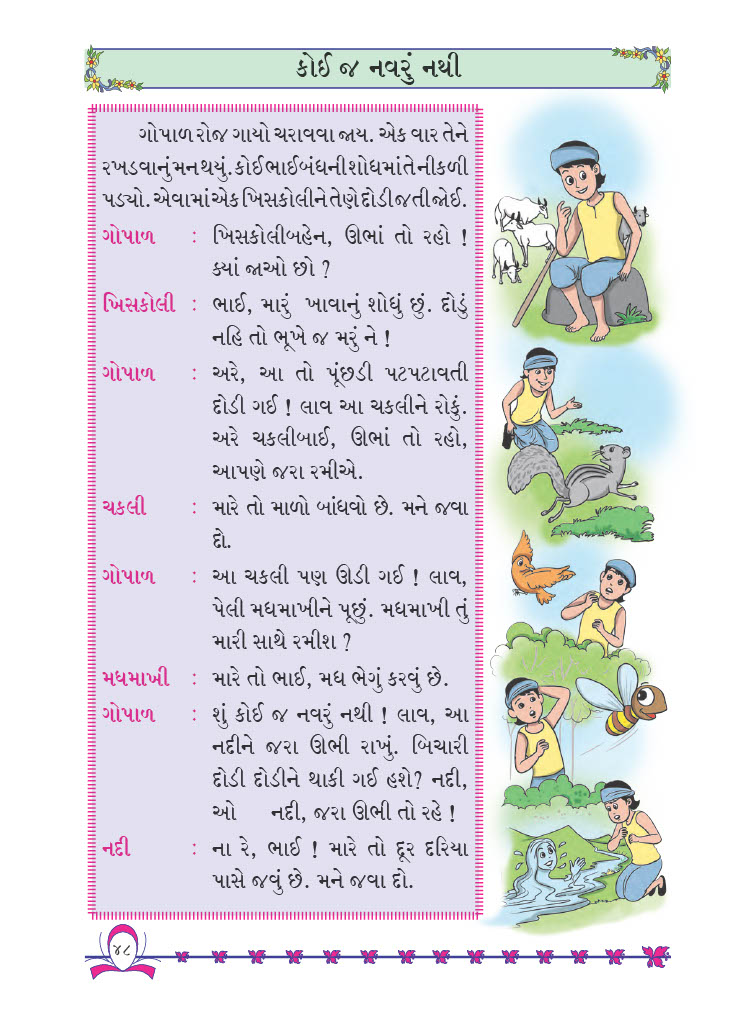 કોઈ જ નવરું નથી
ગોપાળ રોજ ગાયો ચરાવવા જાય. એક વાર તેને
રખડવાનું મન થયું. કોઈ ભાઈબંધની શોધમાં તે નીકળી
પડ્યો. એવામાં એક ખિસકોલીને તેણે દોડી જતી જોઈ.
ગોપાળ : ખિસકોલીબહેન, ઊભાં તો રહો !
ક્યાં જાઓ છો ?
ખિસકોલી : ભાઈ, મારું ખાવાનું શોધું છું. દોડું
નહિ તો ભૂખે જ મરું ને !
ગોપાળ : અરે, આ તો પૂંછડી પટપટાવતી
દોડી ગઈ ! લાવ આ ચકલીને રોકું.
અરે ચકલીબાઈ, ઊભાં તો રહો,
આપણે જરા રમીએ.
ચકલી : મારે તો માળો બાંધવો છે. મને જવા
દો.
ગોપાળ : આ ચકલી પણ ઊડી ગઈ ! લાવ,
પેલી મધમાખીને પૂછું. મધમાખી તું
મારી સાથે રમીશ ?
મધમાખી : મારે તો ભાઈ, મધ ભેગું કરવું છે.
ગોપાળ : શું કોઈ જ નવરું નથી ! લાવ, આ
નદીને જરા ઊભી રાખું. બિચારી
દોડી દોડીને થાકી ગઈ હશે? નદી,
ઓ નદી, જરા ઊભી તો રહે !
નદી : ના રે, ભાઈ ! મારે તો દૂર દરિયા
પાસે જવું છે. મને જવા દો.
૪૮